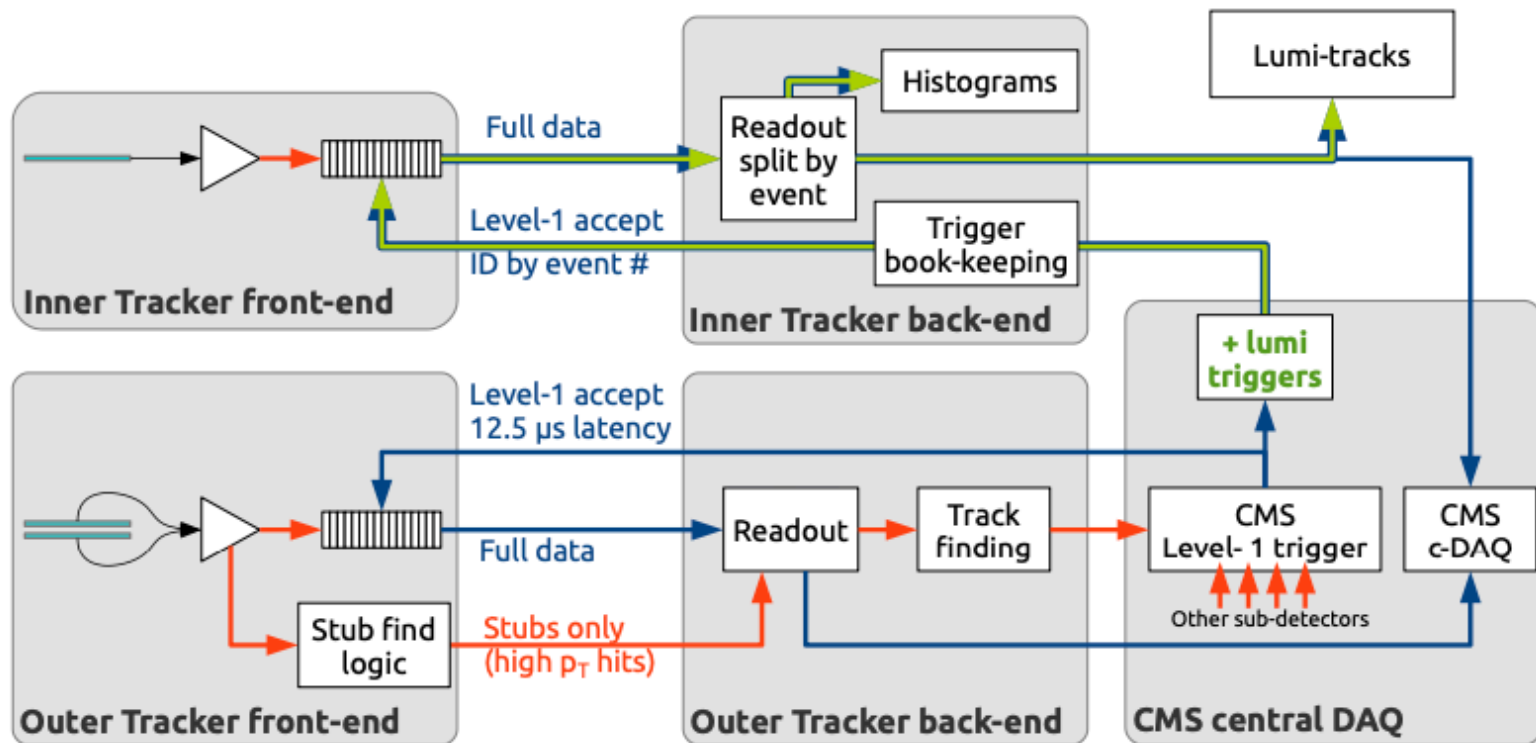 Lumi-tracks
Histograms
Full data
Readout
split by
event
Level-1 accept
ID by event #
Trigger
book-keeping
Inner Tracker front-end
Inner Tracker back-end
+ lumi
triggers
Level-1 accept
12.5 µs latency
Readout
Track
finding
CMS
Level- 1 trigger
CMS
c-DAQ
Full data
Other sub-detectors
Stub find
logic
Stubs only
(high pT hits)
Outer Tracker front-end
Outer Tracker back-end
CMS central DAQ